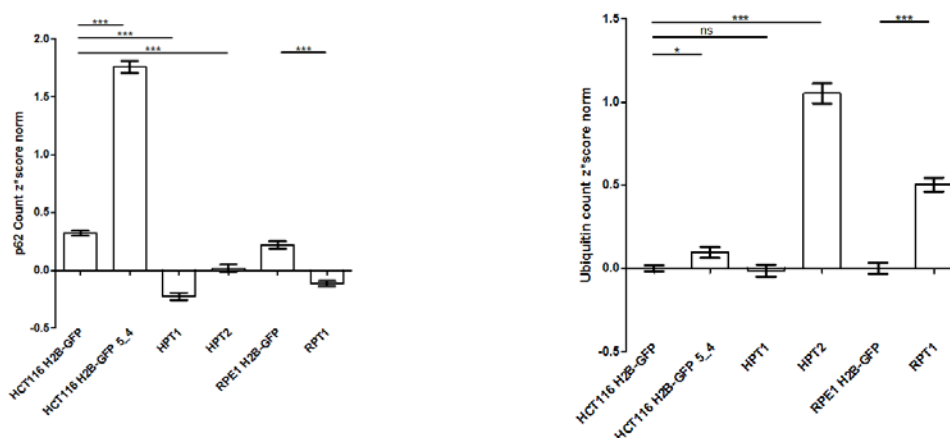 ***
***
***
***
2.0
1.5
1.0
0.5
0.0
-0.5
p62 Count z*score norm
HCT116 H2B-GFP
HCT116 H2B-GFP 5_4
HPT1
HPT2
RPE1 H2B-GFP
RPT1
***
***
ns
*
1.0
0.5
0.0
-0.5
Ubiquitin count z*score norm
HCT116 H2B-GFP
HCT116 H2B-GFP 5_4
HPT1
HPT2
RPE1 H2B-GFP
RPT1